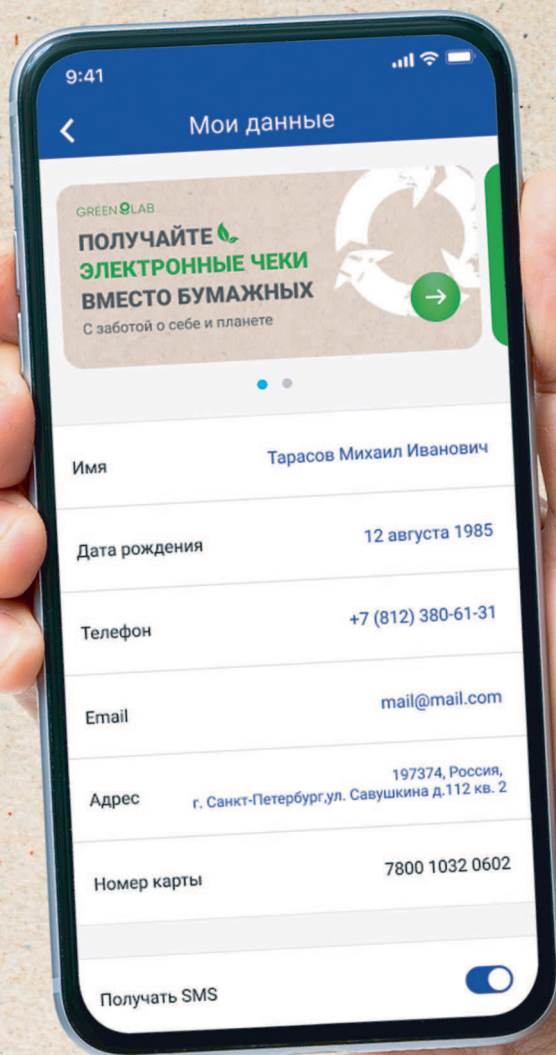 9:41
Мои данные
GREEN LAB
ПОЛУЧАЙТЕ
ЭЛЕКТРОННЫЕ ЧЕКИ
ВМЕСТО БУМАЖНЫХ
С заботой о себе и планете
Имя Тарасов Михаил Иванович
Дата рождения 12 августа 1985
Телефон +7 (812) 380-61-31
Email mail@mail.com
197374, Россия,
Адрес г. Санкт-Петербург,ул. Савушкина д.112 кв. 2
Номер карты 7800 1032 0602
Получать SMS